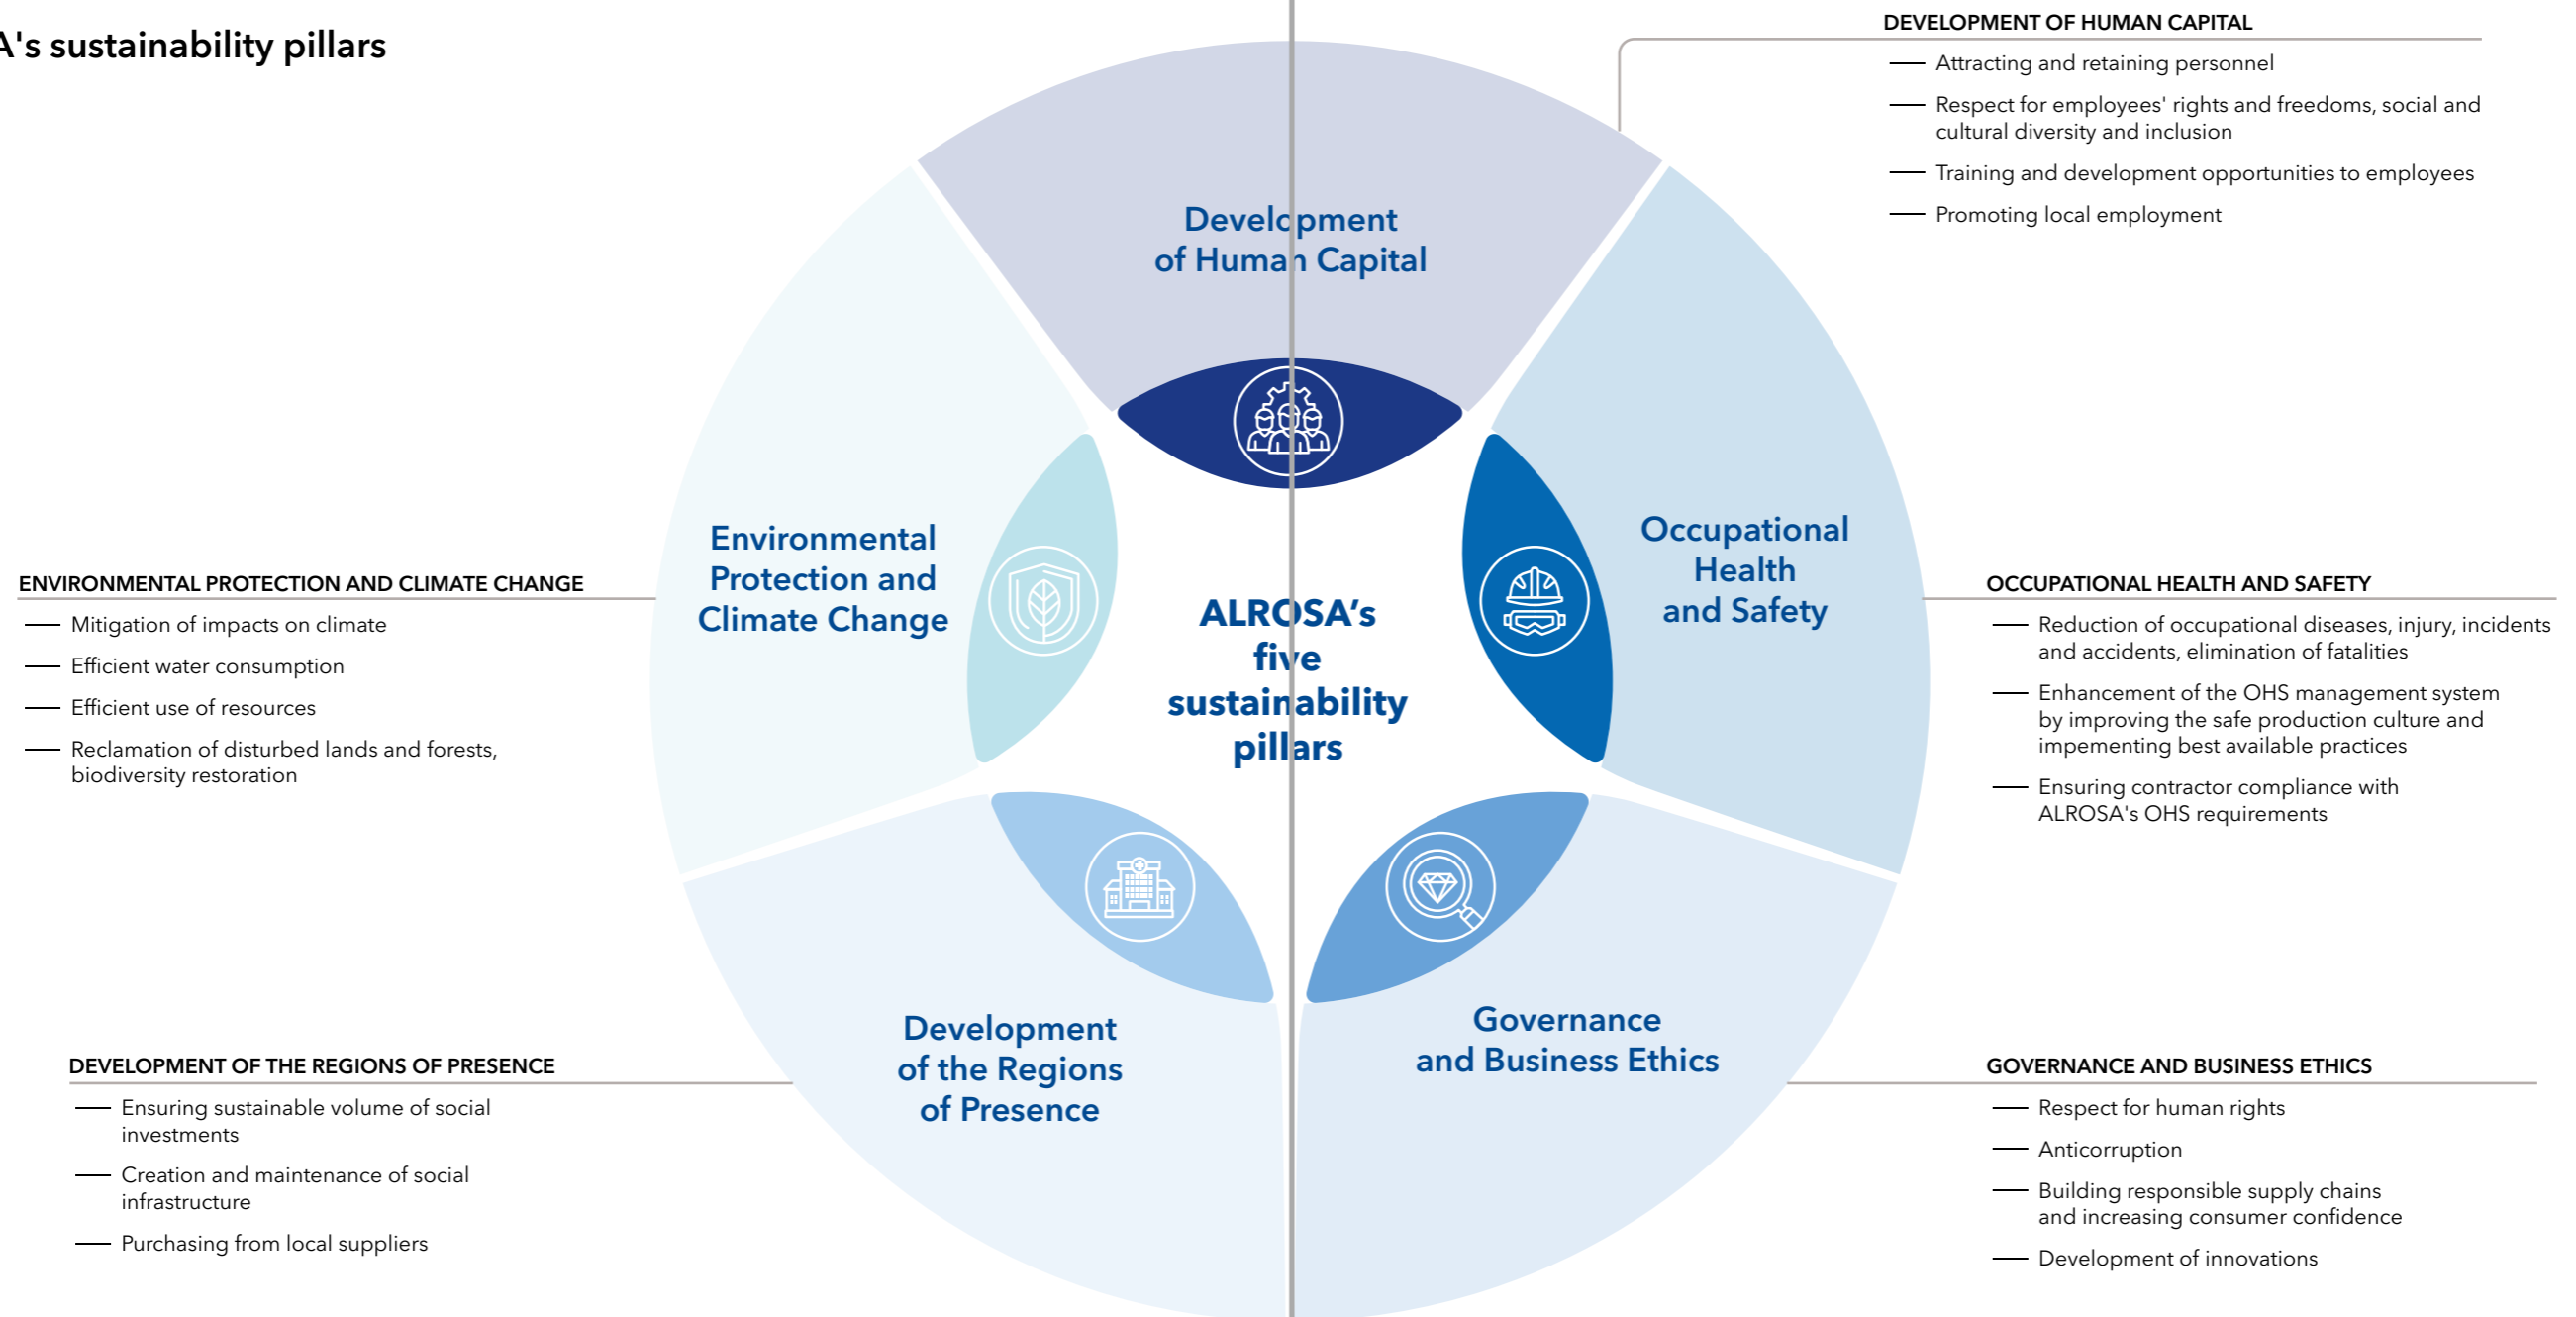 A's sustainability pillars
DEVELOPMENT OF HUMAN CAPITAL
Attracting and retaining personnel
Respect for employees' rights and freedoms, social and
cultural diversity and inclusion
Training and development opportunities to employees
Promoting local employment
Development
of Human Capital
Environmental
Protection and
Climate Change
Occupational
Health
and Safety
ALROSA’s
five
sustainability
pillars
Development
of the Regions
of Presence
Governance
and Business Ethics
ENVIRONMENTAL PROTECTION AND CLIMATE CHANGE
Mitigation of impacts on climate
Efficient water consumption
Efficient use of resources
Reclamation of disturbed lands and forests,
biodiversity restoration
OCCUPATIONAL HEALTH AND SAFETY
Reduction of occupational diseases, injury, incidents
and accidents, elimination of fatalities
Enhancement of the OHS management system
by improving the safe production culture and
impementing best available practices
Ensuring contractor compliance with
ALROSA's OHS requirements
DEVELOPMENT OF THE REGIONS OF PRESENCE
Ensuring sustainable volume of social
investments
Creation and maintenance of social
infrastructure
Purchasing from local suppliers
GOVERNANCE AND BUSINESS ETHICS
Respect for human rights
Anticorruption
Building responsible supply chains
and increasing consumer confidence
Development of innovations